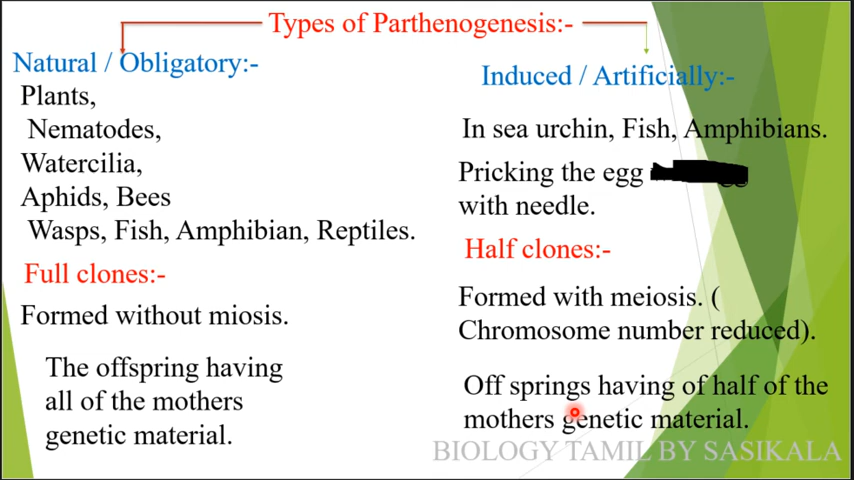 Types of Parthenogenesis:-
Natural / Obligatory:-
Plants,
Nematodes,
Watercilia,
Aphids, Bees
Wasps, Fish, Amphibian, Reptiles.
Full clones:-
Formed without miosis.
The offspring having
all of the mothers
genetic material.
Induced / Artificially:-
In sea urchin, Fish, Amphibians.
Pricking the egg
with needle.
Half clones:-
Formed with meiosis. (
Chromosome number reduced).
Off springs having of half of the
mothers genetic material.
BIOLOGY TAMIL BY SASIKALA